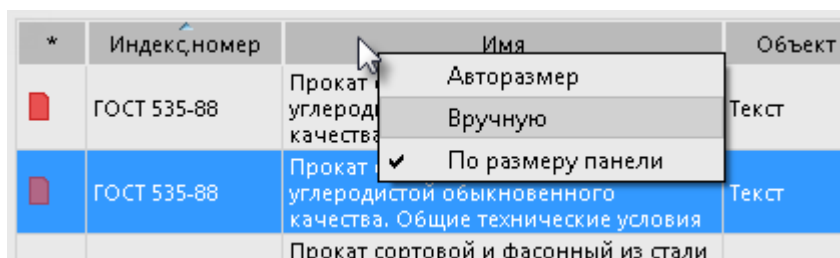 * Индекс,номер Имя Объект
Авторазмер
Вручную
✔ По размеру панели
ГОСТ 535-88
Прокат
углерод
качества
Текст
ГОСТ 535-88
Прокат
углеродистой обыкновенного
качества. Общие технические условия
Текст
Прокат сортовой и фасонный из стали